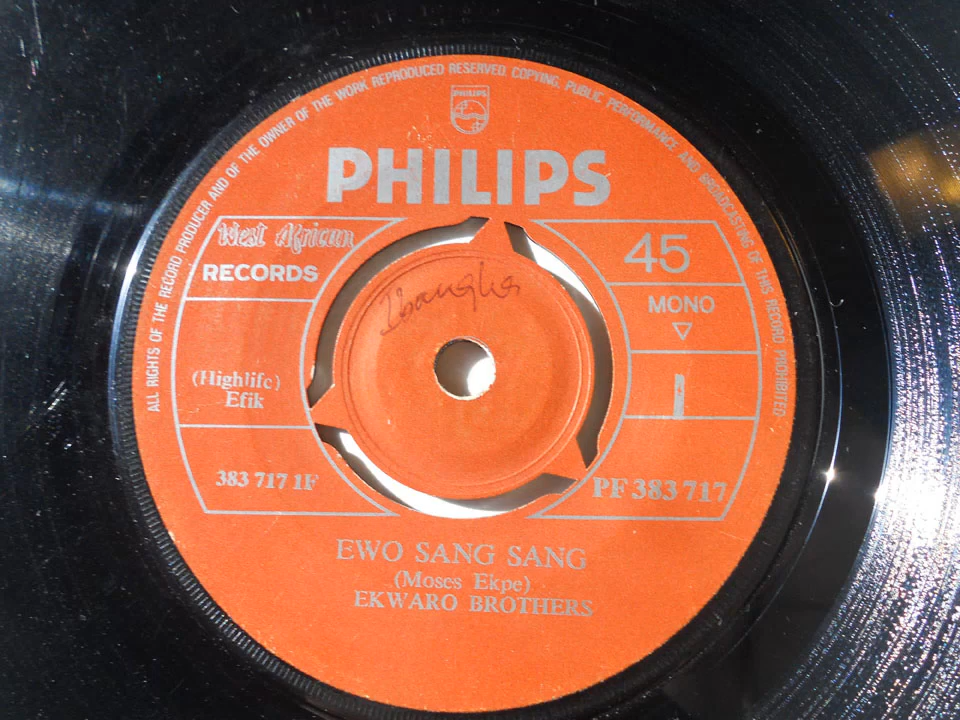 ALL RIGHTS OF THE RECORD PRODUCER AND OF THE OWNER OF THE WORK REPRODUCED RESERVED. COPYING, PUBLIC PERFORMANCE AND BROADCASTING OF THIS RECORD PROHIBITED.
PHILIPS
PHILIPS
West African
RECORDS
45
MONO
(Highlife)
Efik
1
383 717 1F
PF 383 717
EWO SANG SANG
(Moses Ekpe)
EKWARO BROTHERS